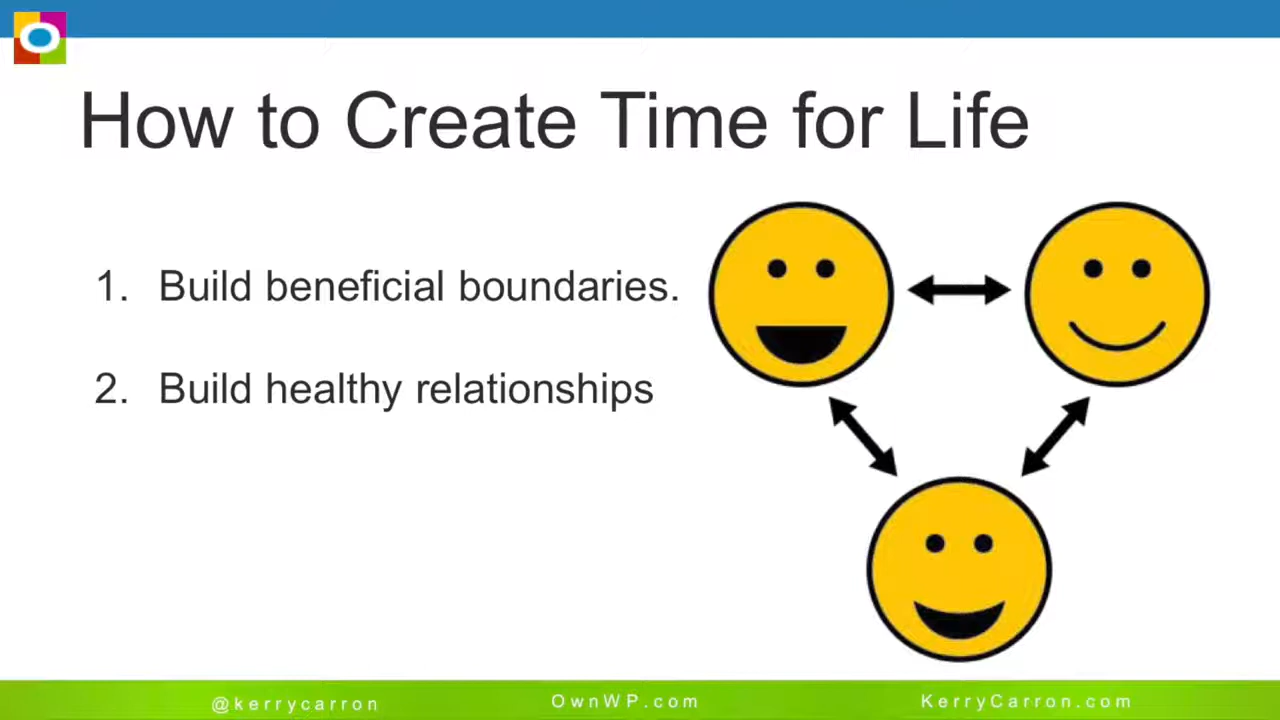 How to Create Time for Life
1. Build beneficial boundaries.
2. Build healthy relationships
@kerrycarron OwnWP.com KerryCarron.com